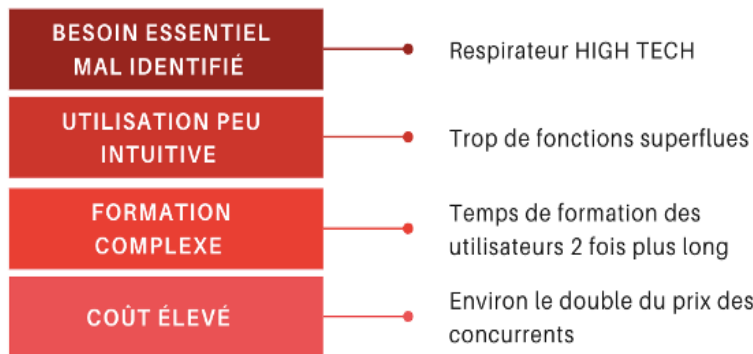 BESOIN ESSENTIEL
MAL IDENTIFIÉ
Respirateur HIGH TECH
UTILISATION PEU
INTUITIVE
Trop de fonctions superflues
FORMATION
COMPLEXE
Temps de formation des
utilisateurs 2 fois plus long
COÛT ÉLEVÉ
Environ le double du prix des
concurrents